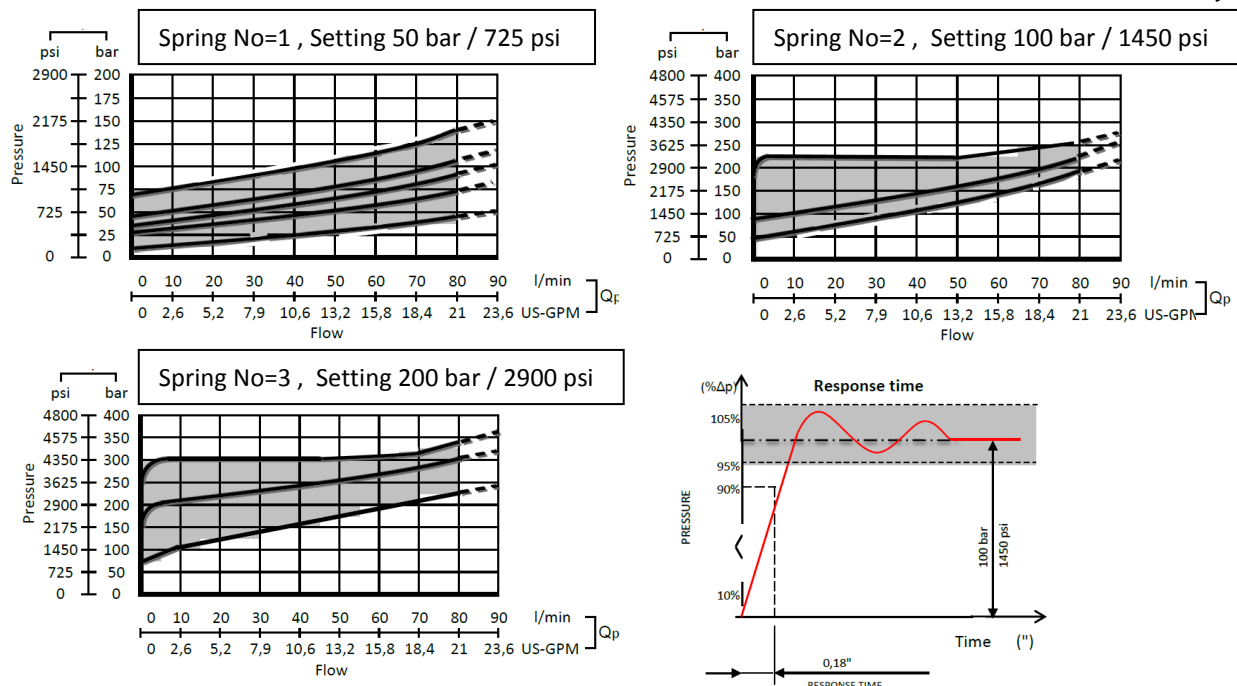 Spring No=1 , Setting 50 bar / 725 psi
psi bar
2900 200
175
2175 150
125
1450 100
75
725 50
25
0 0
Pressure
0 10 20 30 40 50 60 70 80 90 l/min
Qp
0 2,6 5,2 7,9 10,6 13,2 15,8 18,4 21 23,6 US-GPM
Flow
Spring No=2 , Setting 100 bar / 1450 psi
psi bar
4800 400
4575 350
4350 300
3625 250
2900 200
2175 150
1450 100
725 50
0 0
Pressure
0 10 20 30 40 50 60 70 80 90 l/min
Qp
0 2,6 5,2 7,9 10,6 13,2 15,8 18,4 21 23,6 US-GPM
Flow
Spring No=3 , Setting 200 bar / 2900 psi
psi bar
4800 400
4575 350
4350 300
3625 250
2900 200
2175 150
1450 100
725 50
0 0
Pressure
0 10 20 30 40 50 60 70 80 90 l/min
Qp
0 2,6 5,2 7,9 10,6 13,2 15,8 18,4 21 23,6 US-GPM
Flow
(%Δp)
Response time
105%
95%
90%
10%
PRESSURE
100 bar
1450 psi
Time (")
0,18"
RESPONSE TIME